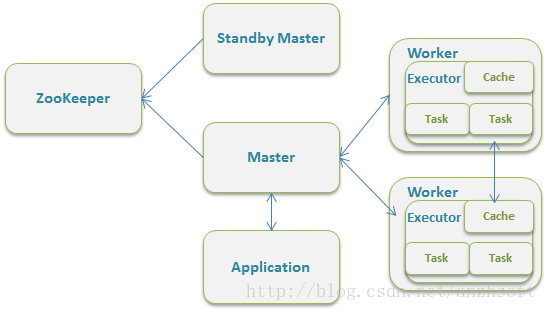 Standby Master
ZooKeeper
Master
Application
Worker
Executor
Cache
Task
Task
Worker
Executor
Cache
Task
Task
http://blog.csdn.net/anzhsoft